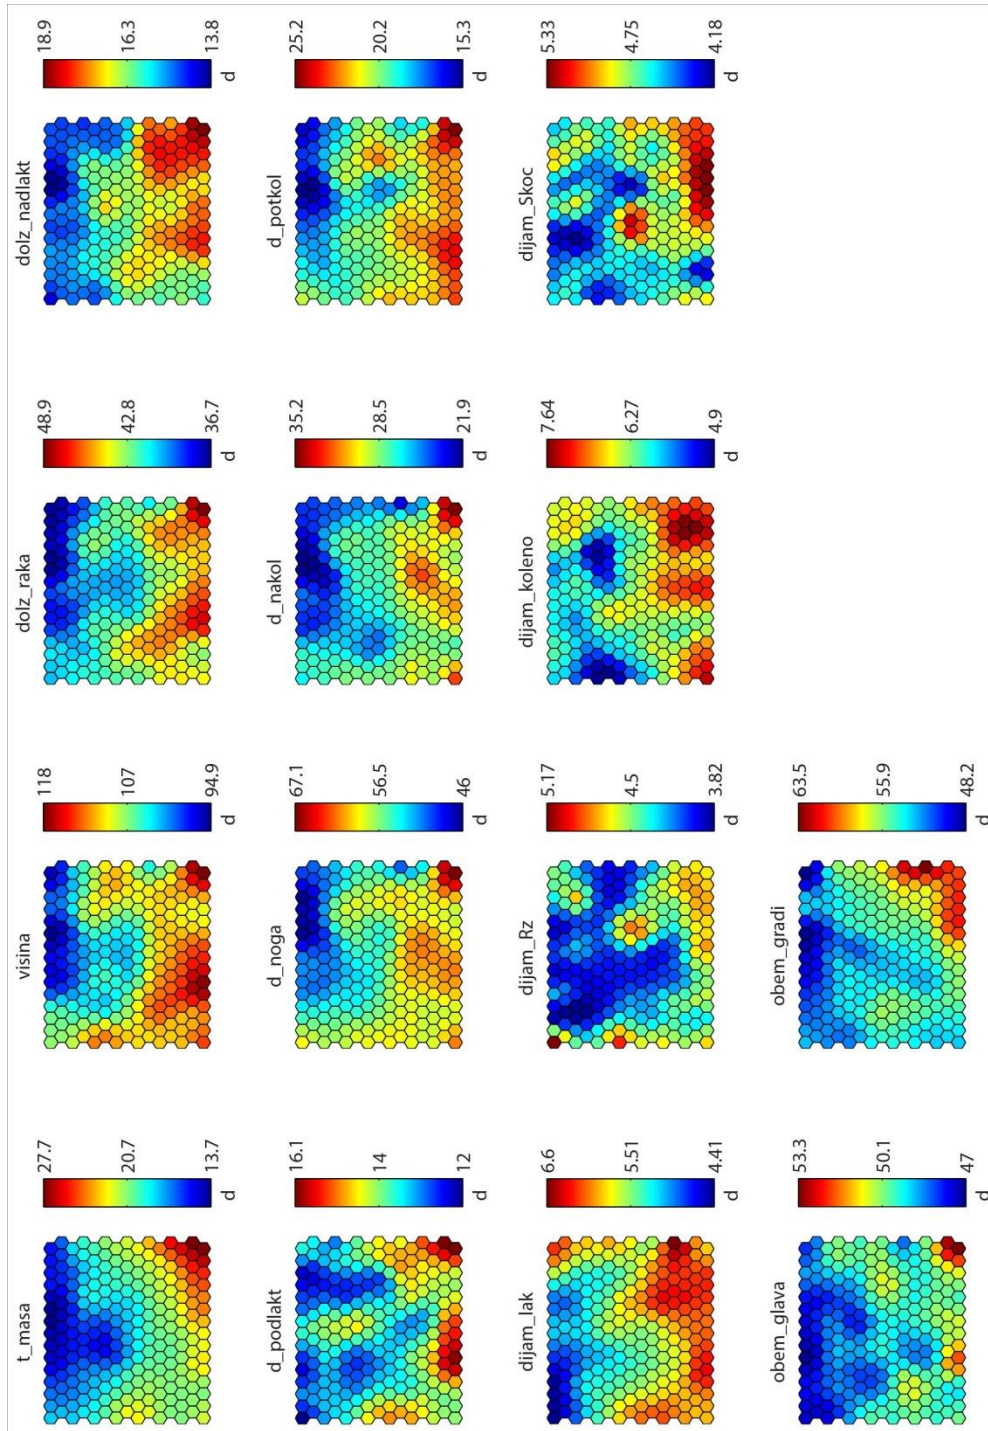 t_masa
27.7
20.7
13.7
d
visina
118
107
94.9
d
dolz_raka
48.9
42.8
36.7
d
dolz_nadlakt
18.9
16.3
13.8
d
d_podlakt
16.1
14
12
d_noga
67.1
56.5
46
d
d_nakol
35.2
28.5
21.9
d
d_potkol
25.2
20.2
15.3
d
dijam_lak
6.6
5.51
4.41
d
dijam_Rz
5.17
4.5
3.82
d
dijam_koleno
7.64
6.27
4.9
d
dijam_Skoc
5.33
4.75
4.18
d
obem_glava
53.3
50.1
47
d
obem_gradi
63.5
55.9
48.2
d